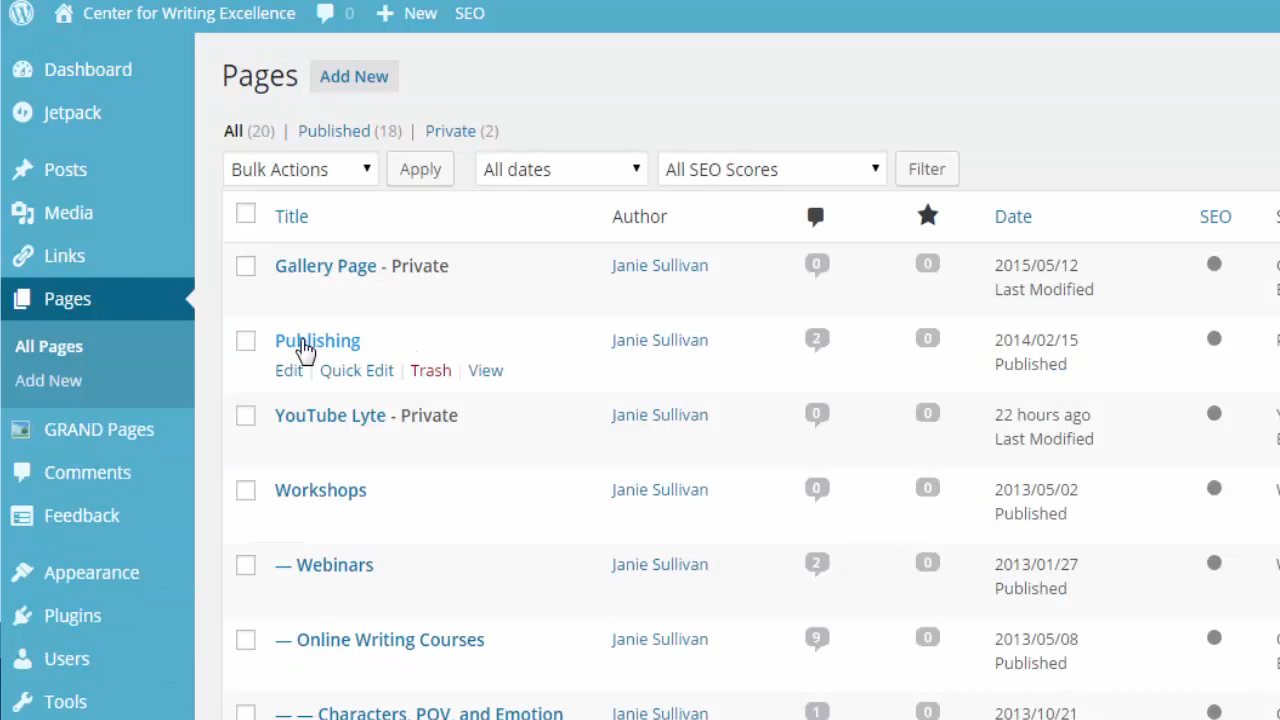 Center for Writing Excellence 0 New SEO
Dashboard
Jetpack
Posts
Media
Links
Pages
All Pages
Add New
GRAND Pages
Comments
Feedback
Appearance
Plugins
Users
Tools
Pages Add New
All (20) | Published (18) | Private (2)
Bulk Actions Apply All dates All SEO Scores Filter
Title Author Date SEO
Gallery Page - Private Janie Sullivan 0 0 2015/05/12
Last Modified
Publishing Janie Sullivan 2 0 2014/02/15
Edit | Quick Edit | Trash | View Published
YouTube Lyte - Private Janie Sullivan 0 0 22 hours ago
Last Modified
Workshops Janie Sullivan 0 0 2013/05/02
Published
— Webinars Janie Sullivan 2 0 2013/01/27
Published
— Online Writing Courses Janie Sullivan 9 0 2013/05/08
Published
— — Characters, POV, and Emotion Janie Sullivan 1 0 2013/10/21